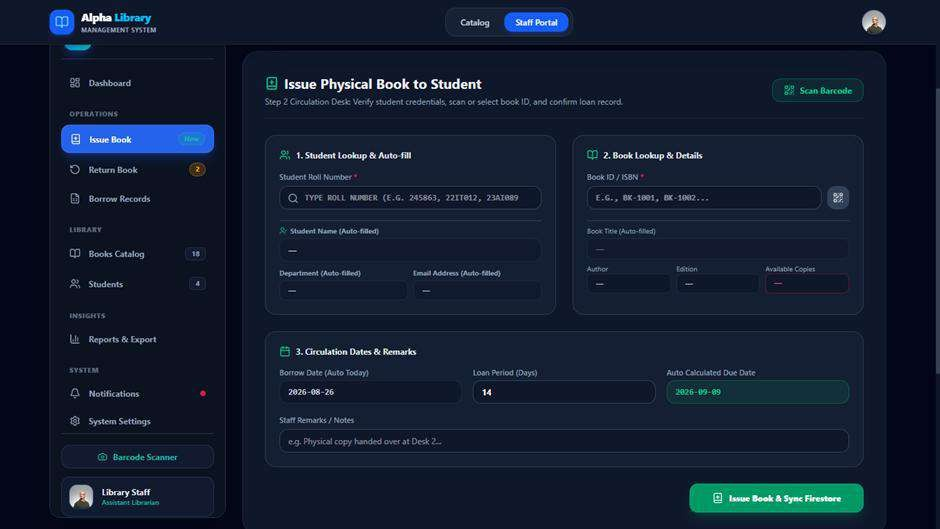 Alpha Library
MANAGEMENT SYSTEM
Catalog
Staff Portal
Dashboard
OPERATIONS
Issue Book
New
Return Book
2
Borrow Records
LIBRARY
Books Catalog
18
Students
4
INSIGHTS
Reports & Export
SYSTEM
Notifications
System Settings
Barcode Scanner
Library Staff
Assistant Librarian
Issue Physical Book to Student
Step 2 Circulation Desk: Verify student credentials, scan or select book ID, and confirm loan record.
Scan Barcode
1. Student Lookup & Auto-fill
Student Roll Number *
TYPE ROLL NUMBER (E.G. 245863, 22IT012, 23AI089
Student Name (Auto-filled)
—
Department (Auto-filled)
Email Address (Auto-filled)
—
—
2. Book Lookup & Details
Book ID / ISBN *
E.G., BK-1001, BK-1002...
Book Title (Auto-filled)
—
Author
Edition
Available Copies
—
—
—
3. Circulation Dates & Remarks
Borrow Date (Auto Today)
Loan Period (Days)
Auto Calculated Due Date
2026-08-26
14
2026-09-09
Staff Remarks / Notes
e.g. Physical copy handed over at Desk 2...
Issue Book & Sync Firestore